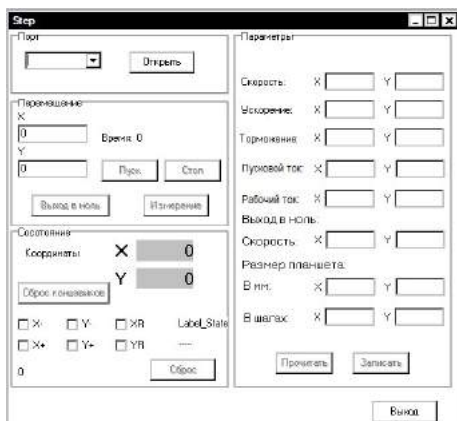 Step
Порт
Открыть
Перемещение
X
0
Время: 0
Y
0
Пуск
Стоп
Выход в ноль
Измерение
Состояние
Координаты
X 0
Y 0
Сброс концевиков
X- Y- XR Label_State
X+ Y+ YR ----
0
Сброс
Параметры
Скорость: X Y
Ускорение: X Y
Торможение: X Y
Пусковой ток: X Y
Рабочий ток: X Y
Выход в ноль:
Скорость: X Y
Размер планшета:
В мм: X Y
В шагах: X Y
Прочитать
Записать
Выход